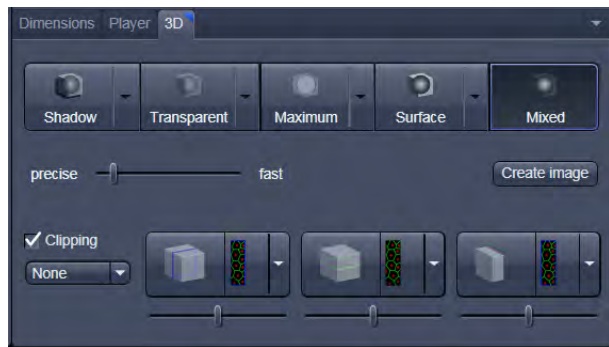 Dimensions Player 3D
Shadow Transparent Maximum Surface Mixed
precise fast Create image
Clipping
None